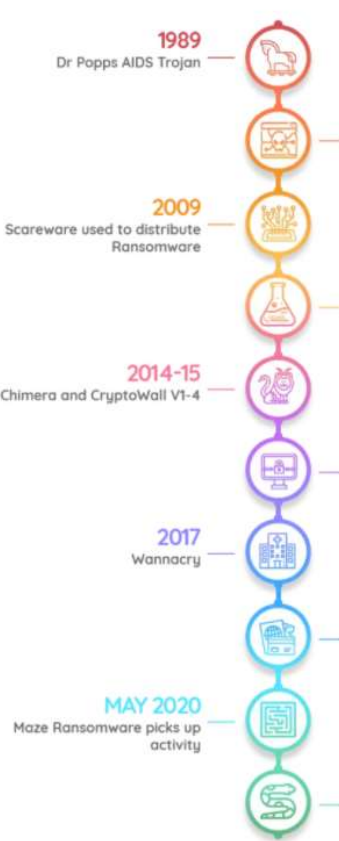 1989
Dr Popps AIDS Trojan
2009
Scareware used to distribute
Ransomware
2014-15
Chimera and CryptoWall V1-4
2017
Wannacry
MAY 2020
Maze Ransomware picks up
activity